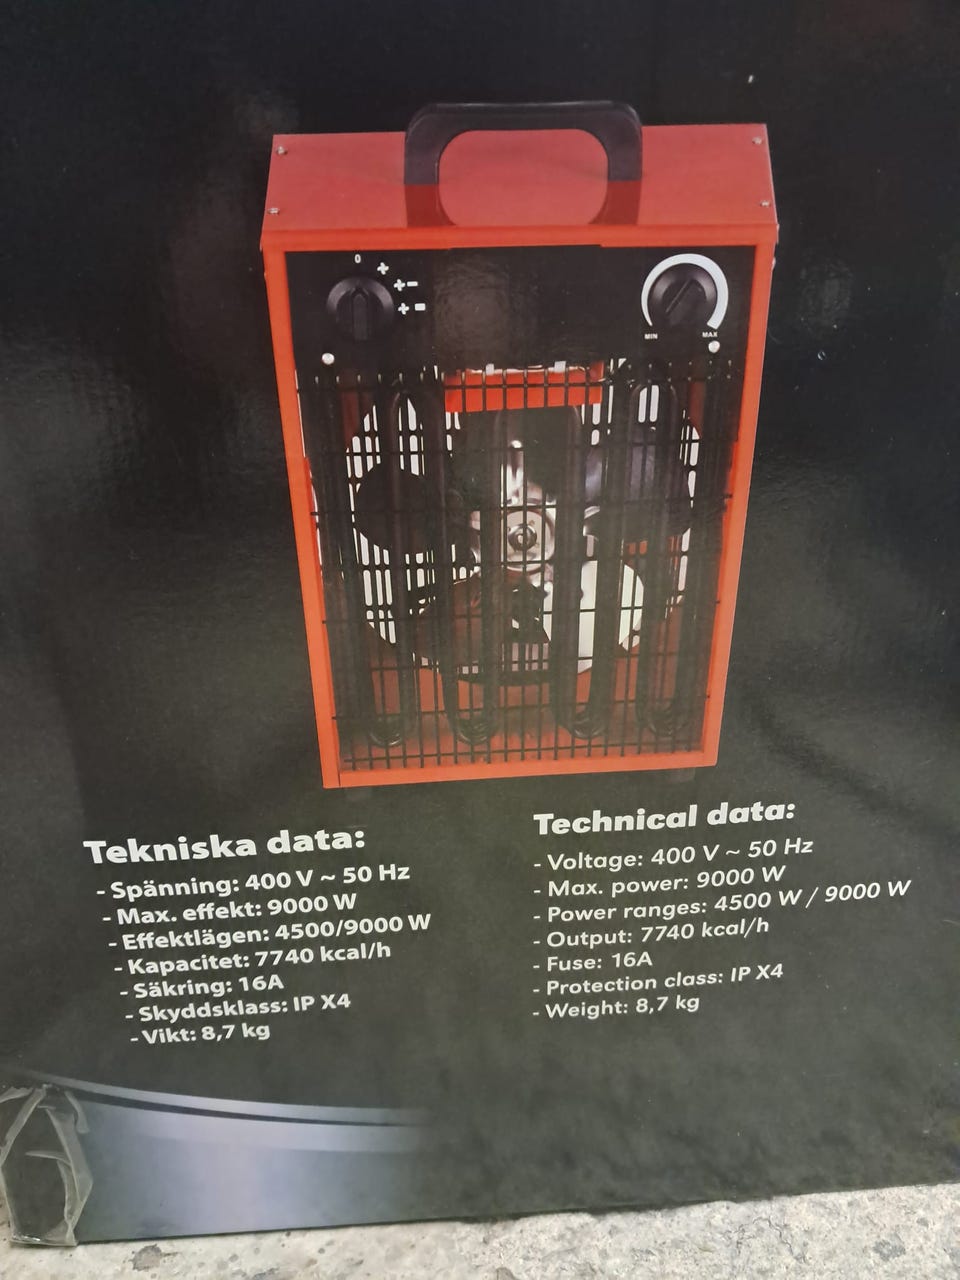 0
MIN MAX
Tekniska data:
- Spänning: 400 V ~ 50 Hz
- Max. effekt: 9000 W
- Effektlägen: 4500/9000 W
- Kapacitet: 7740 kcal/h
- Säkring: 16A
- Skyddsklass: IP X4
- Vikt: 8,7 kg
Technical data:
- Voltage: 400 V ~ 50 Hz
- Max. power: 9000 W
- Power ranges: 4500 W / 9000 W
- Output: 7740 kcal/h
- Fuse: 16A
- Protection class: IP X4
- Weight: 8,7 kg